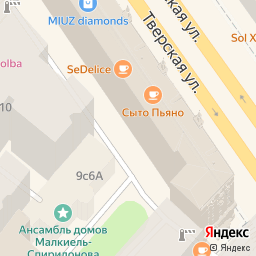 MIUZ diamonds
Тверская ул.
ская ул.
Sol X
SeDelice
olba
Сыто Пьяно
10
9с6А
Ансамбль домов
Малкиель-
Спиридонова
Яндекс